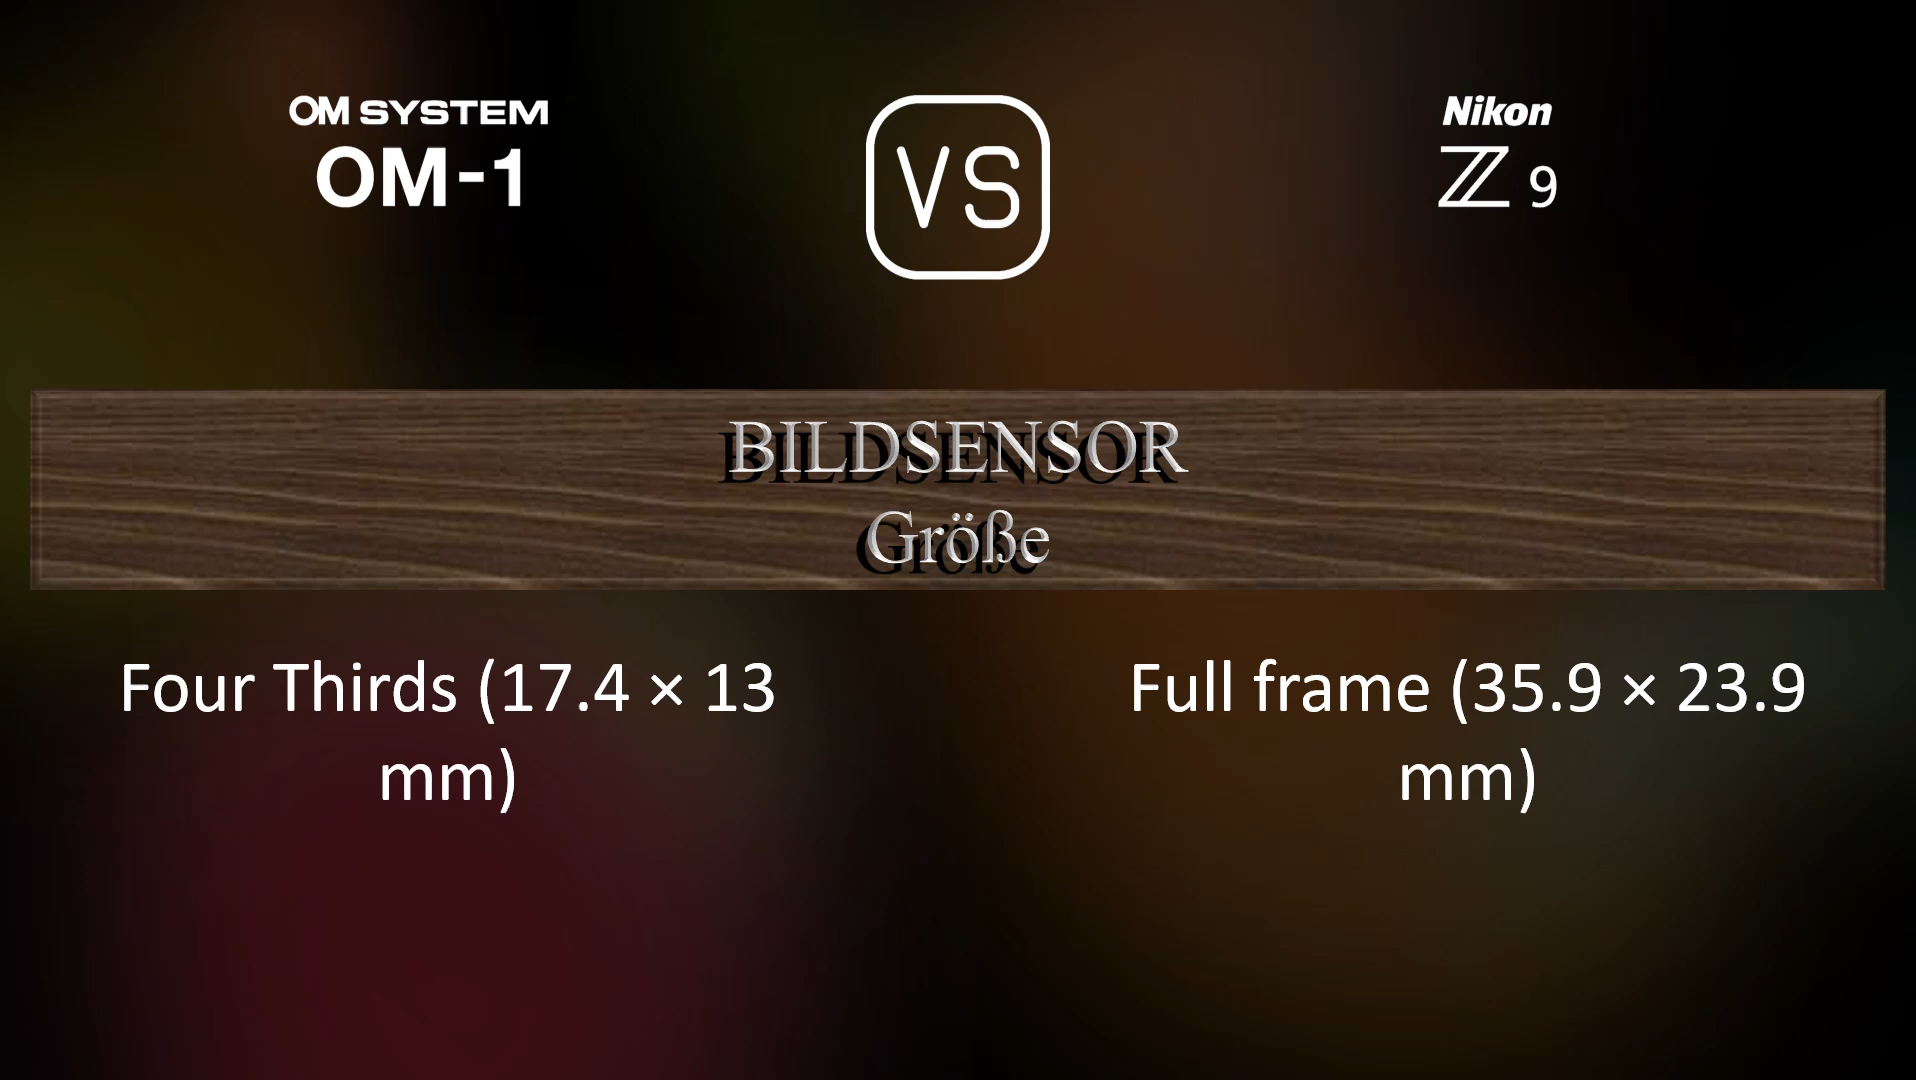 OM SYSTEM
OM-1
VS
Nikon
Z 9
BILDSENSOR
Größe
Four Thirds (17.4 × 13
mm)
Full frame (35.9 × 23.9
mm)